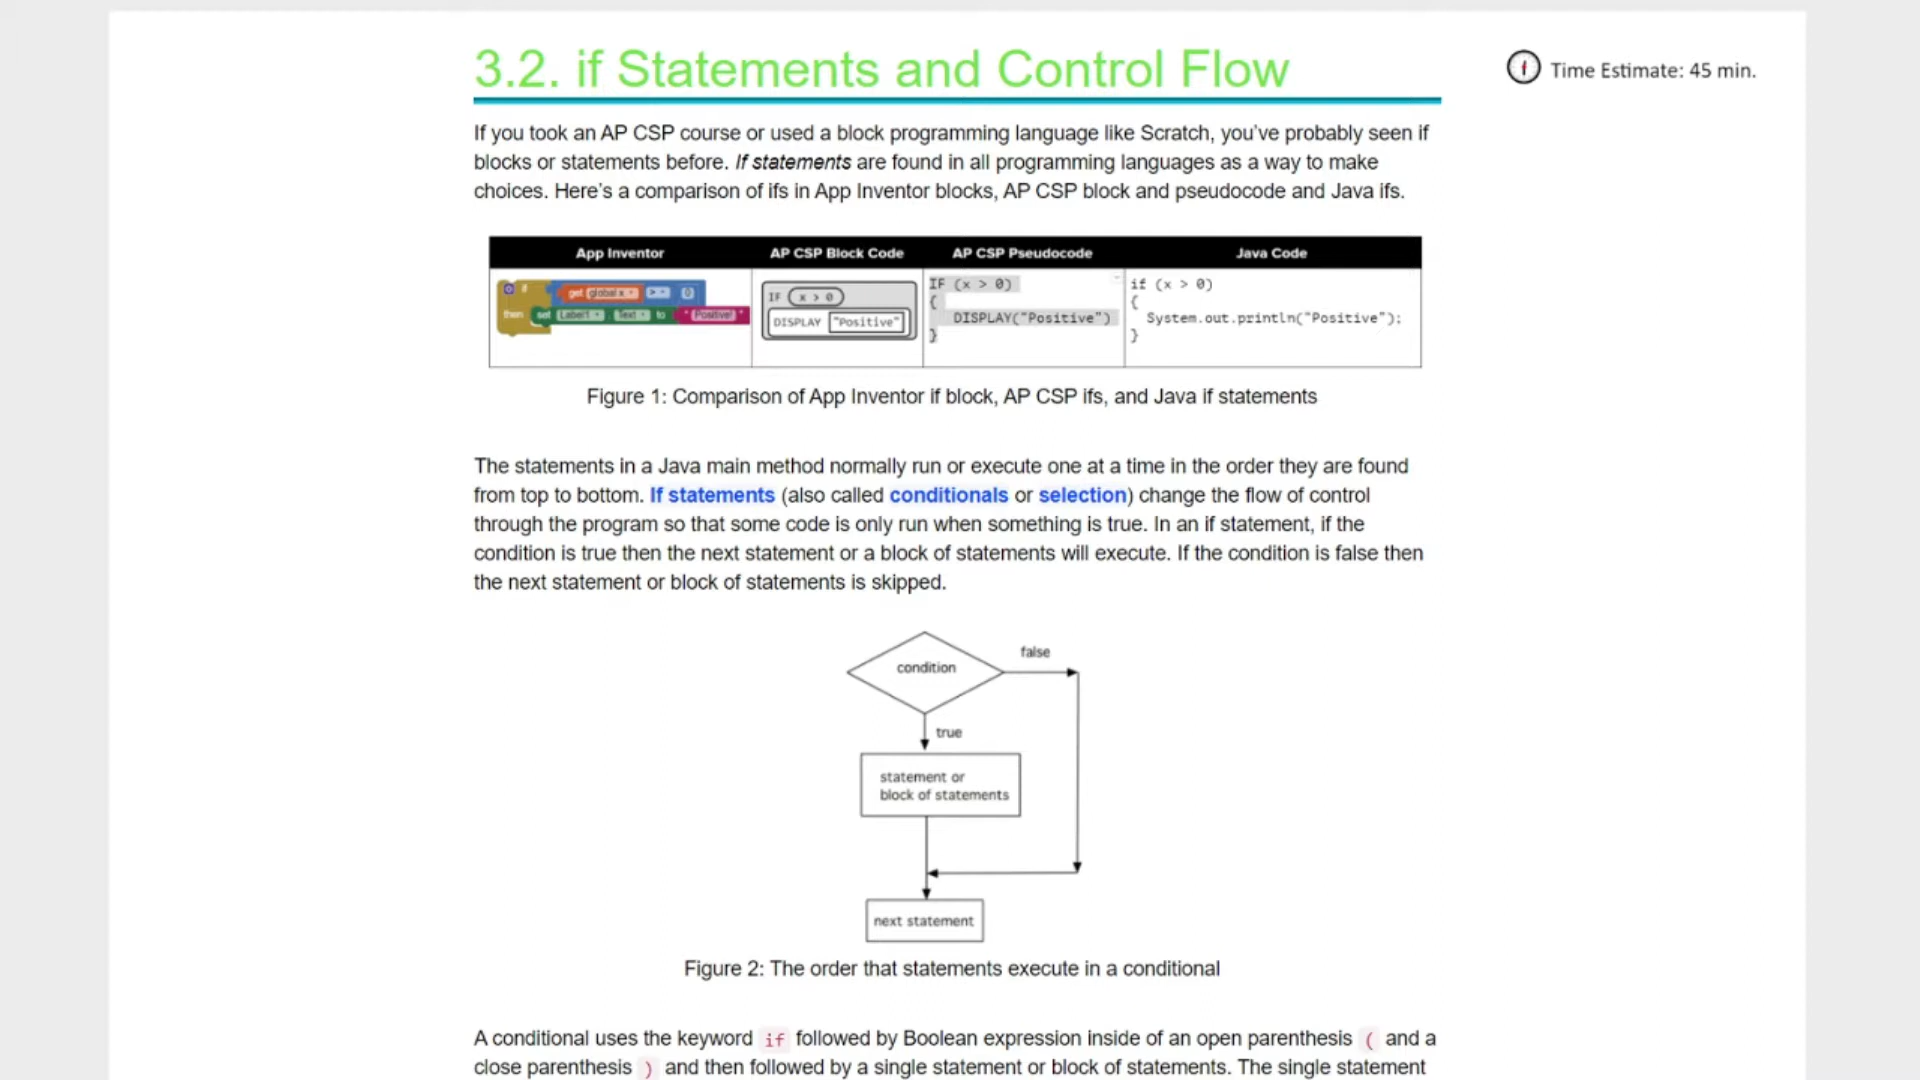 3.2. if Statements and Control Flow
Time Estimate: 45 min.
If you took an AP CSP course or used a block programming language like Scratch, you've probably seen if
blocks or statements before. If statements are found in all programming languages as a way to make
choices. Here's a comparison of ifs in App Inventor blocks, AP CSP block and pseudocode and Java ifs.
App Inventor AP CSP Block Code AP CSP Pseudocode Java Code
if get global x > 0
then set Label1 . Text to "Positive!"
IF x > 0
DISPLAY "Positive"
IF (x > 0)
{
DISPLAY("Positive")
}
if (x > 0)
{
System.out.println("Positive");
}
Figure 1: Comparison of App Inventor if block, AP CSP ifs, and Java if statements
The statements in a Java main method normally run or execute one at a time in the order they are found
from top to bottom. If statements (also called conditionals or selection) change the flow of control
through the program so that some code is only run when something is true. In an if statement, if the
condition is true then the next statement or a block of statements will execute. If the condition is false then
the next statement or block of statements is skipped.
condition
false
true
statement or
block of statements
next statement
Figure 2: The order that statements execute in a conditional
A conditional uses the keyword if followed by Boolean expression inside of an open parenthesis ( and a
close parenthesis ) and then followed by a single statement or block of statements. The single statement